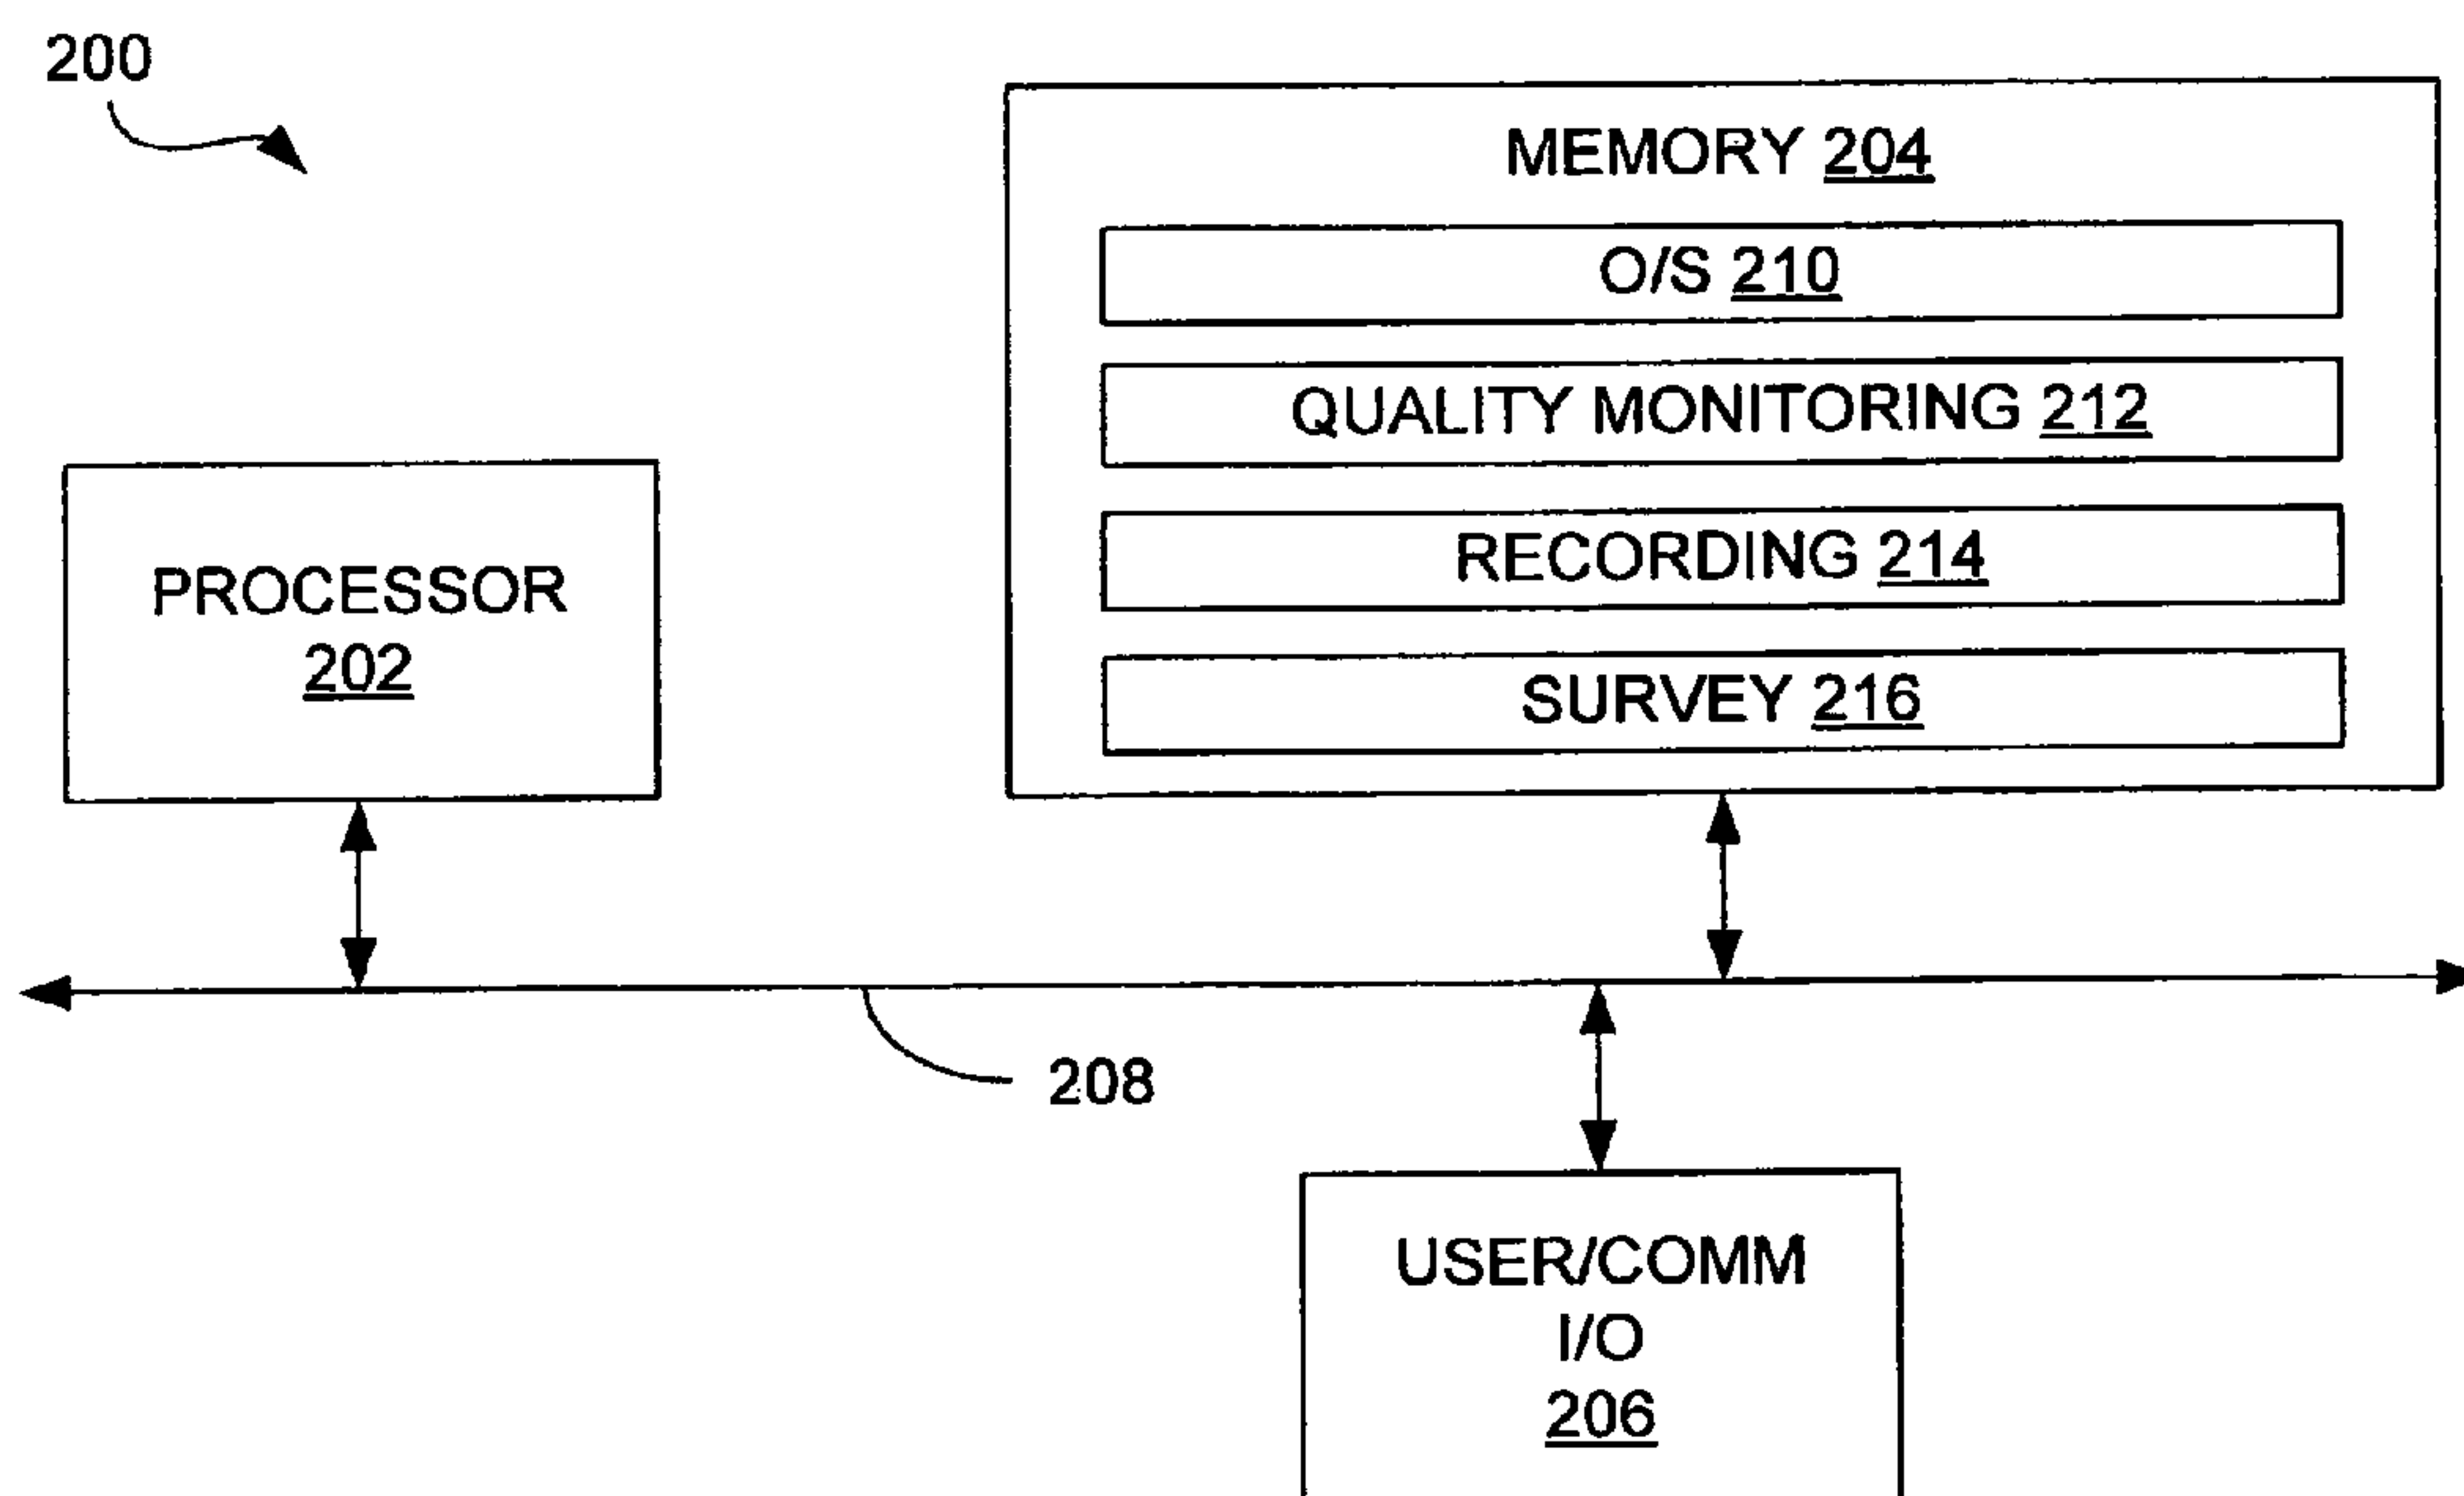 200
MEMORY 204
O/S 210
QUALITY MONITORING 212
RECORDING 214
SURVEY 216
PROCESSOR
202
208
USER/COMM
I/O
206